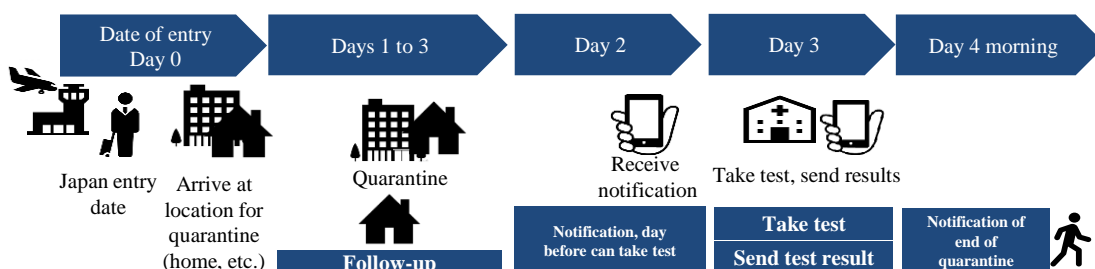 Date of entry
Day 0
Days 1 to 3
Day 2
Day 3
Day 4 morning
Japan entry
date
Arrive at
location for
quarantine
(home, etc.)
Quarantine
Follow-up
Receive
notification
Notification, day
before can take test
Take test, send results
Take test
Send test result
Notification of
end of
quarantine